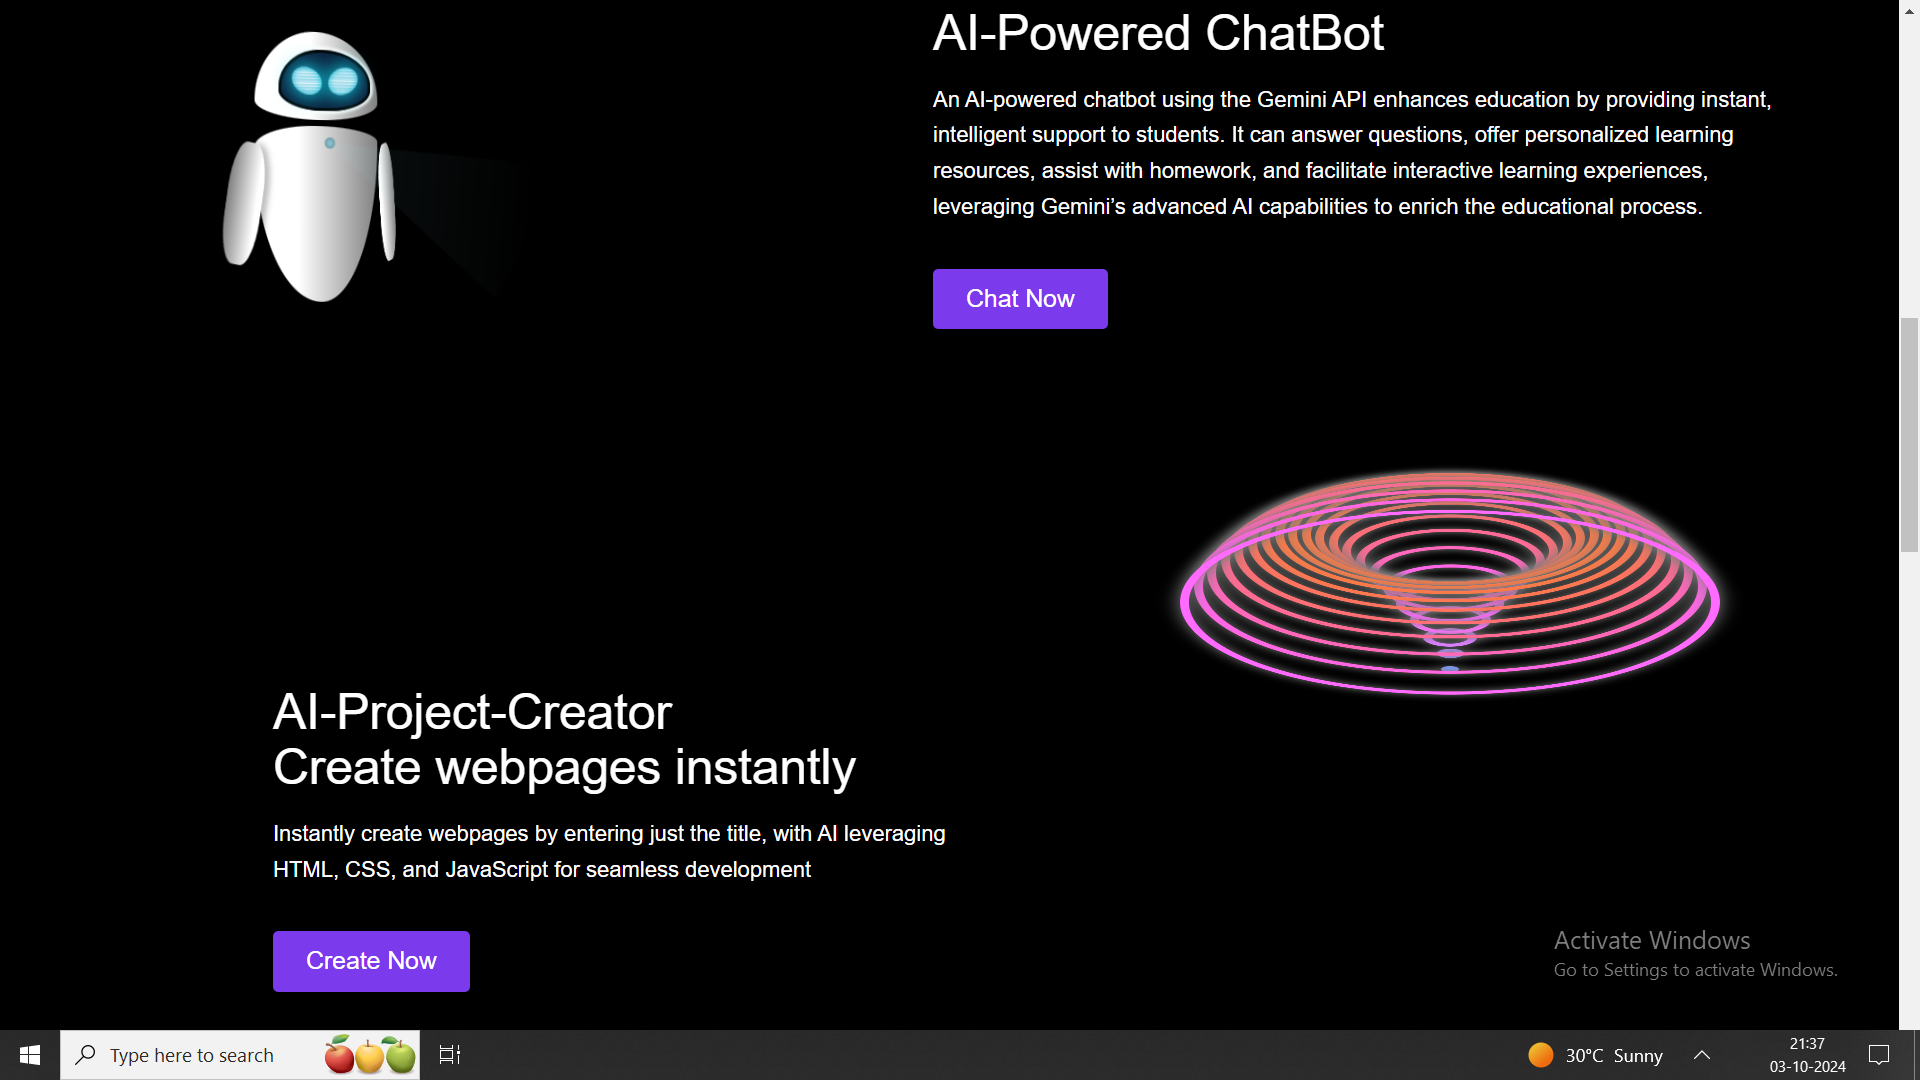 AI-Powered ChatBot
An AI-powered chatbot using the Gemini API enhances education by providing instant,
intelligent support to students. It can answer questions, offer personalized learning
resources, assist with homework, and facilitate interactive learning experiences,
leveraging Gemini’s advanced AI capabilities to enrich the educational process.
Chat Now
AI-Project-Creator
Create webpages instantly
Instantly create webpages by entering just the title, with AI leveraging
HTML, CSS, and JavaScript for seamless development
Create Now
Activate Windows
Go to Settings to activate Windows.
Type here to search
30°C Sunny
21:37
03-10-2024